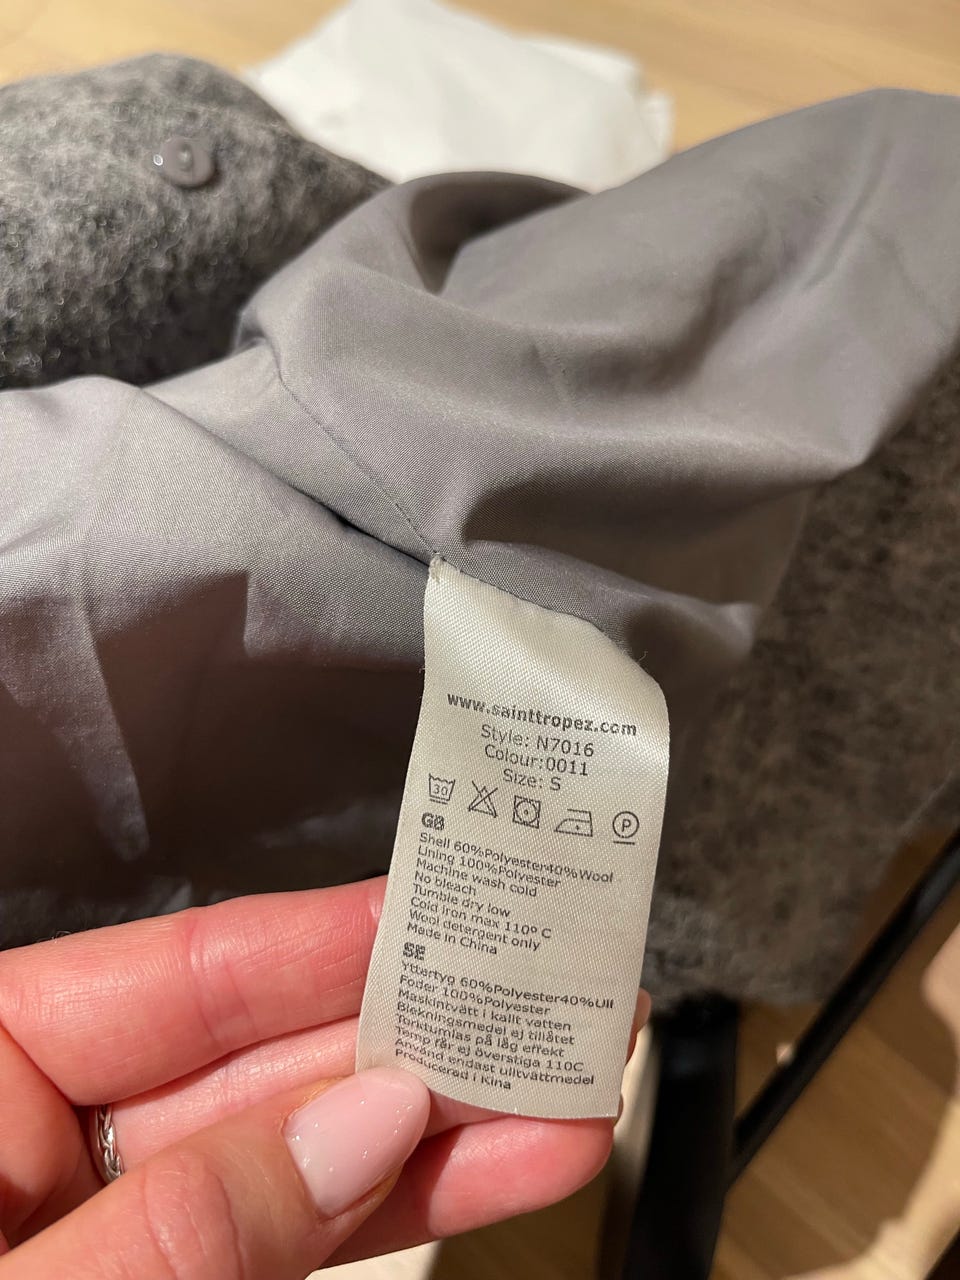 www.sainttropez.com
Style: N7016
Colour:0011
Size: S
30 P
GB
Shell 60%Polyester40%Wool
Lining 100%Polyester
Machine wash cold
No bleach
Tumble dry low
Cold iron max 110º C
Wool detergent only
Made in China
SE
Yttertyg 60%Polyester40%Ull
Foder 100%Polyester
Maskintvätt i kallt vatten
Blekningsmedel ej tillåtet
Torktumlas på låg effekt
Temp får ej överstiga 110C
Använd endast ulltvättmedel
Producerad i Kina